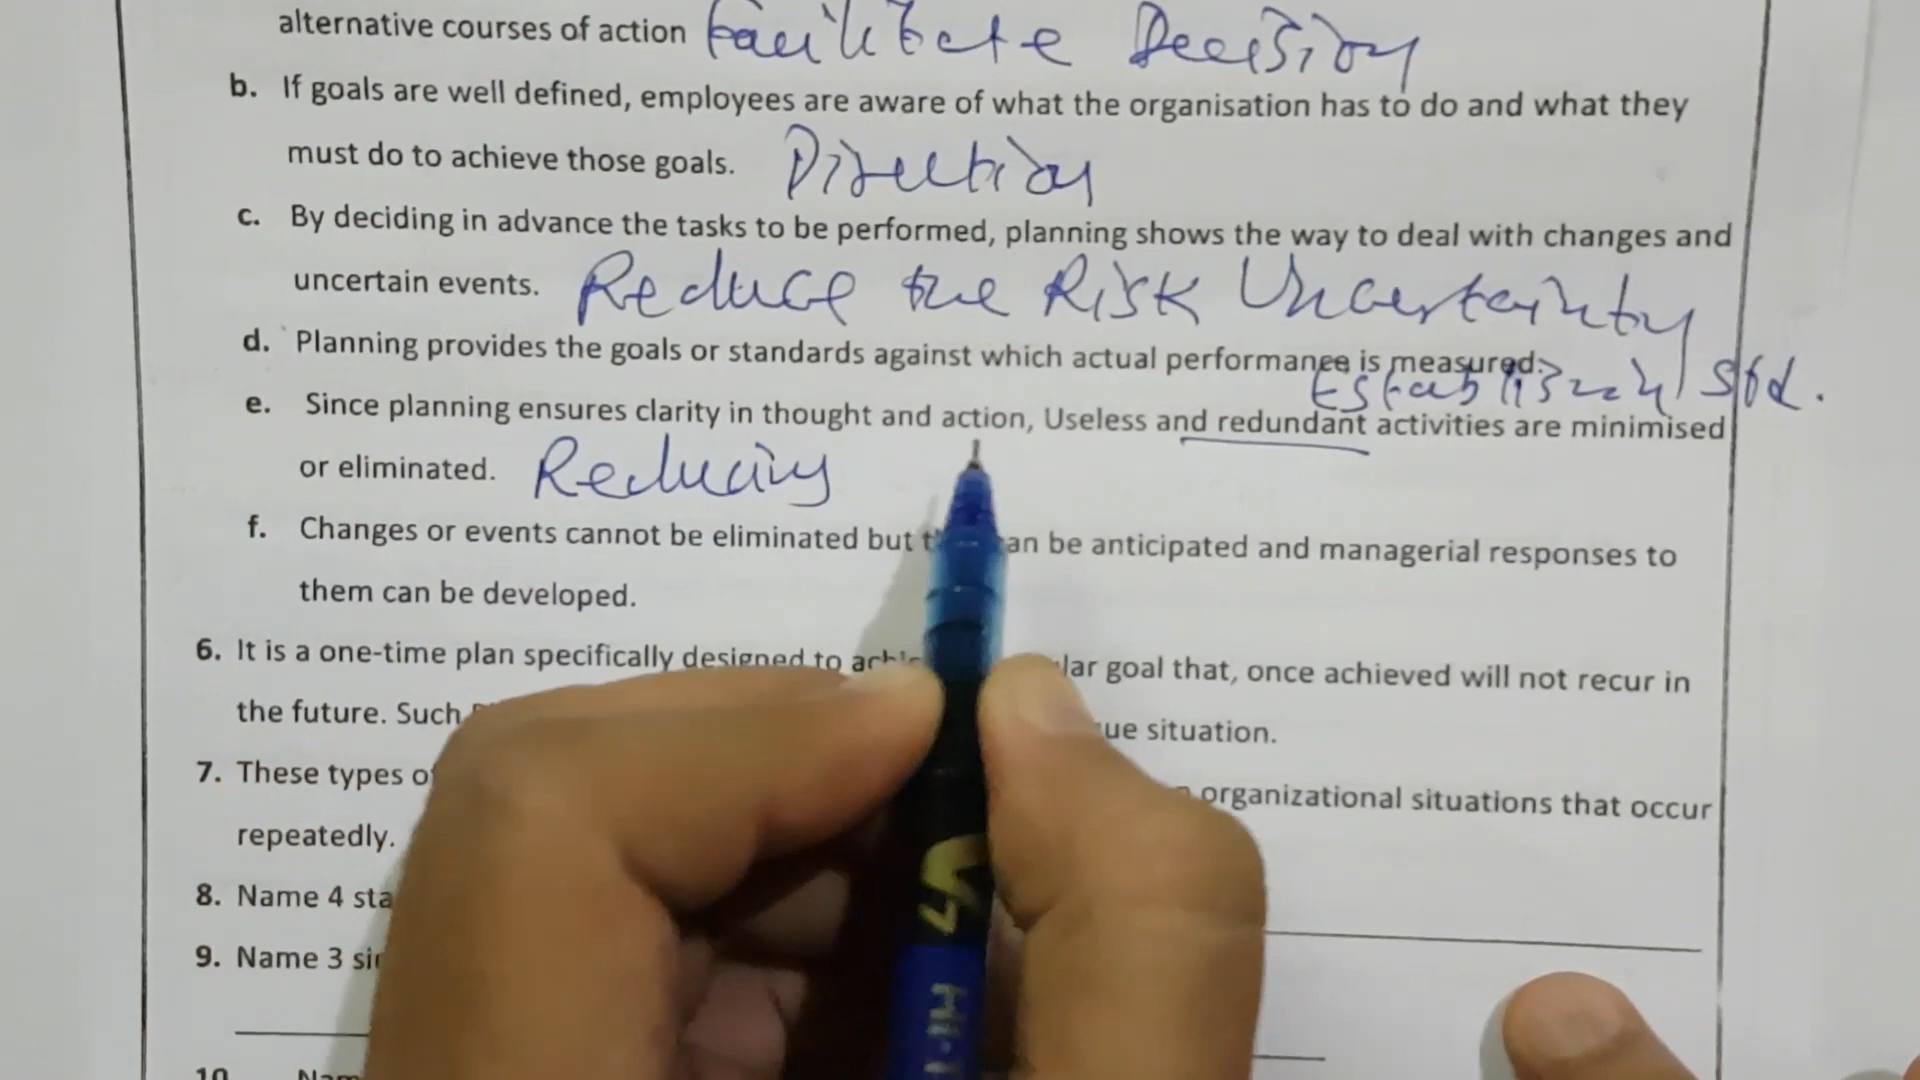 alternative courses of action Facilitate Decision
b. If goals are well defined, employees are aware of what the organisation has to do and what they
must do to achieve those goals. Direction
c. By deciding in advance the tasks to be performed, planning shows the way to deal with changes and
uncertain events. Reduce the Risk Uncertainty
d. Planning provides the goals or standards against which actual performance is measured.
Establish std.
e. Since planning ensures clarity in thought and action, Useless and redundant activities are minimised
or eliminated. Reducing
f. Changes or events cannot be eliminated but can be anticipated and managerial responses to
them can be developed.
6. It is a one-time plan specifically designed to goal that, once achieved will not recur in
the future. Such situation.
7. These types organizational situations that occur
repeatedly.
8. Name 4
9. Name 3
10
V7
Hi-T